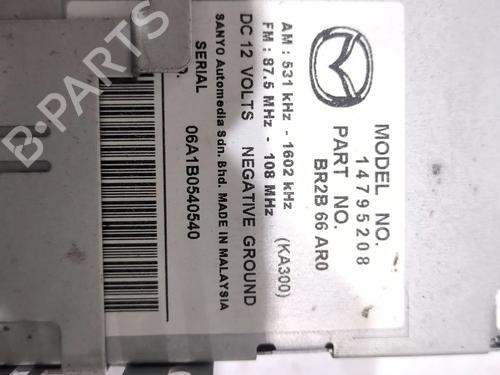 MODEL NO.
14795208
PART NO.
BR2B 66 AR0
(KA300)
AM : 531 kHz - 1602 kHz
FM : 87.5 MHz - 108 MHz
DC 12 VOLTS NEGATIVE GROUND
SANYO Automedia Sdn. Bhd. MADE IN MALAYSIA
SERIAL
06A1B0540540
B-PARTS